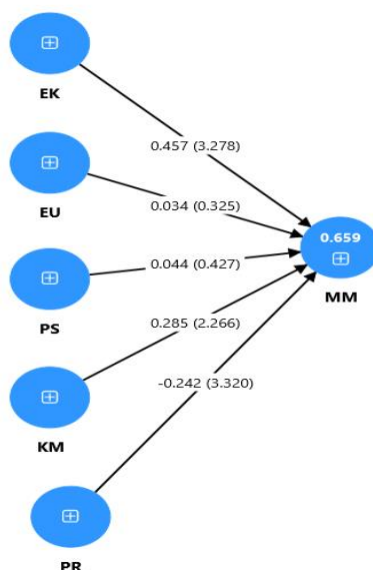 EK
0.457 (3.278)
EU
0.034 (0.325)
0.659
PS
0.044 (0.427)
MM
KM
0.285 (2.266)
-0.242 (3.320)
PR